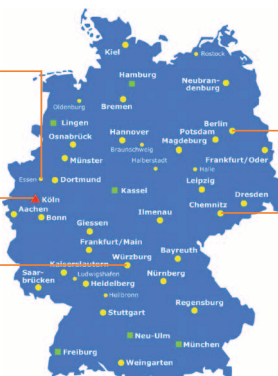 Kiel
Rostock
Hamburg
Neubran-
denburg
Oldenburg
Bremen
Lingen
Berlin
Osnabrück
Hannover
Potsdam
Braunschweig
Magdeburg
Münster
Halberstadt
Frankfurt/Oder
Essen
Dortmund
Halle
Leipzig
Kassel
Köln
Dresden
Aachen
Chemnitz
Bonn
Ilmenau
Giessen
Frankfurt/Main
Würzburg
Bayreuth
Kaiserslautern
Saar-
brücken
Ludwigshafen
Heidelberg
Nürnberg
Heilbronn
Stuttgart
Regensburg
Neu-Ulm
München
Freiburg
Weingarten